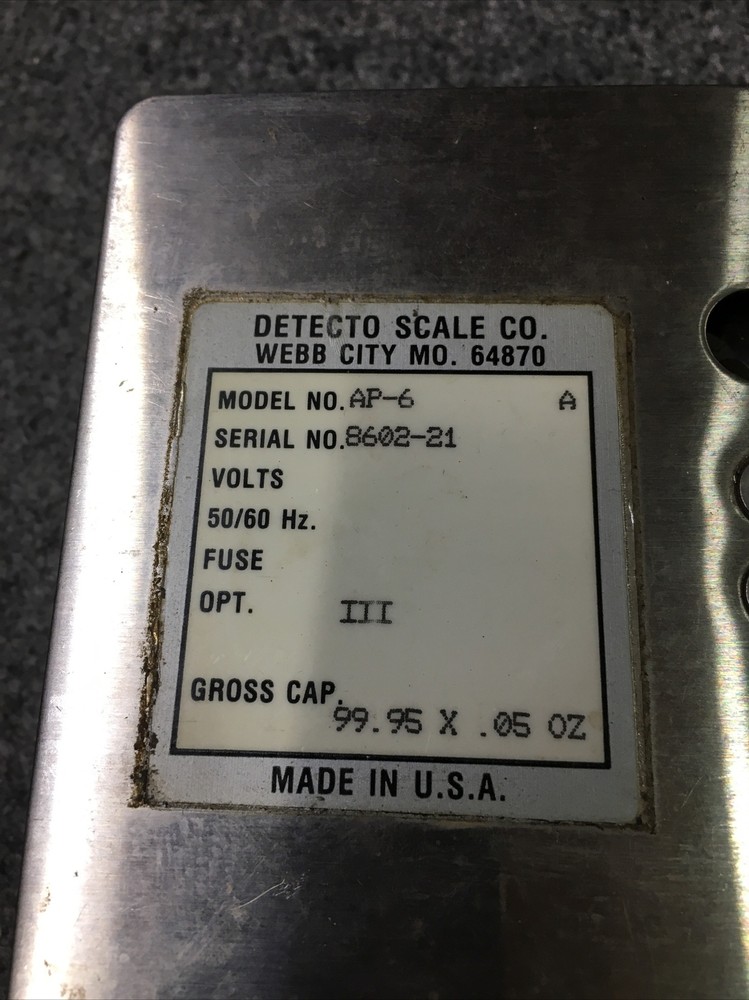 DETECTO SCALE CO.
WEBB CITY MO. 64870
MODEL NO. AP-6 A
SERIAL NO. 8602-21
VOLTS
50/60 Hz.
FUSE
OPT. III
GROSS CAP.
99.95 X .05 OZ
MADE IN U.S.A.